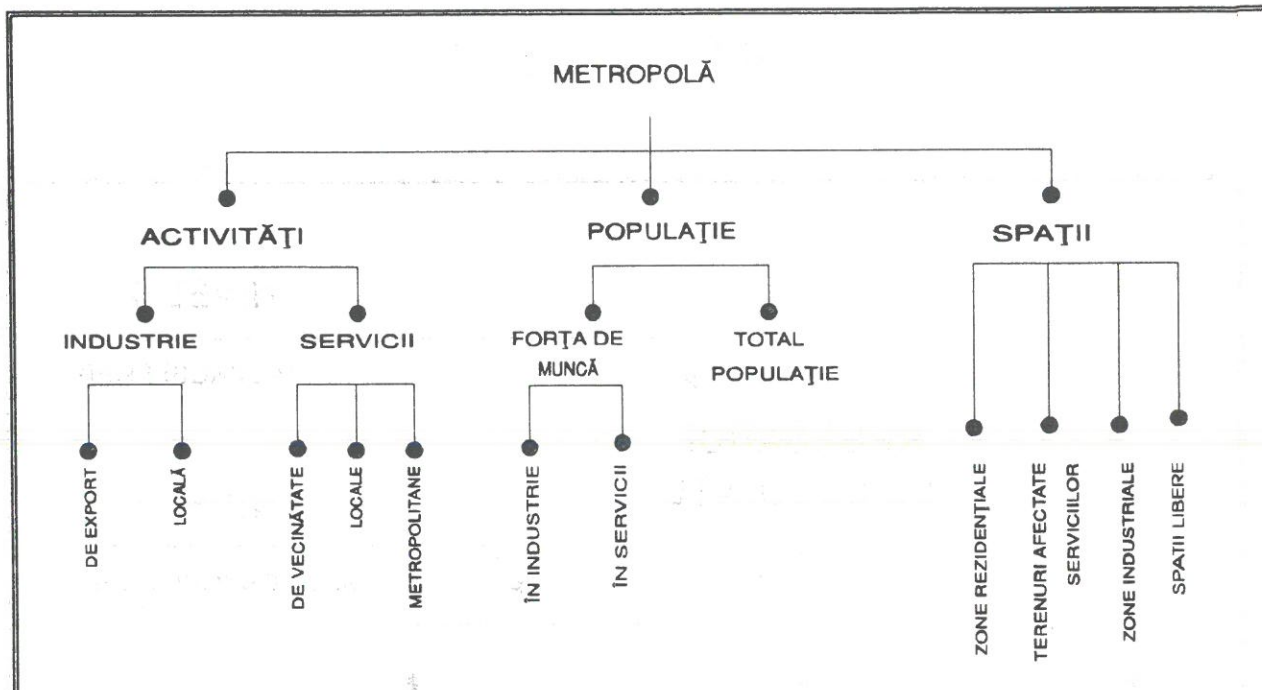 METROPOLĂ
ACTIVITĂŢI
POPULAŢIE
SPAŢII
INDUSTRIE
SERVICII
FORŢA DE
MUNCĂ
TOTAL
POPULAŢIE
DE EXPORT
LOCALĂ
DE VECINĂTATE
LOCALE
METROPOLITANE
ÎN INDUSTRIE
ÎN SERVICII
ZONE REZIDENŢIALE
TERENURI AFECTATE
SERVICIILOR
ZONE INDUSTRIALE
SPATII LIBERE